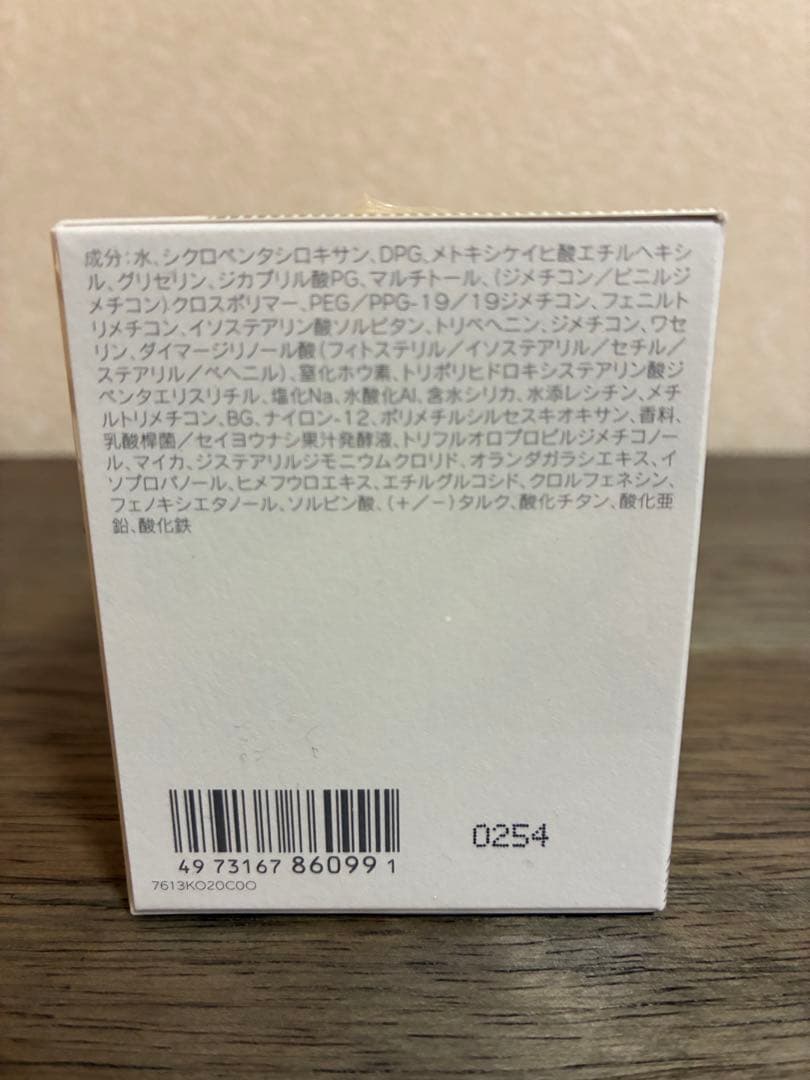 成分：水、シクロペンタシロキサン、DPG、メトキシケイヒ酸エチルヘキシ
ル、グリセリン、ジカプリル酸PG、マルチトール、(ジメチコン／ビニルジ
メチコン)クロスポリマー、PEG／PPG-19／19ジメチコン、フェニルト
リメチコン、イソステアリン酸ソルビタン、トリベヘニン、ジメチコン、ワセ
リン、ダイマージリノール酸(フィトステリル／イソステアリル／セチル／
ステアリル／ベヘニル)、窒化ホウ素、トリポリヒドロキシステアリン酸ジ
ペンタエリスリチル、塩化Na、水酸化Al、含水シリカ、水添レシチン、メチ
ルトリメチコン、BG、ナイロン-12、ポリメチルシルセスキオキサン、香料、
乳酸桿菌／セイヨウナシ果汁発酵液、トリフルオロプロピルジメチコノ
ール、マイカ、ジステアリルジモニウムクロリド、オランダガラシエキス、イ
ソプロパノール、ヒメフウロエキス、エチルグルコシド、クロルフェネシン、
フェノキシエタノール、ソルビン酸、(＋／−)タルク、酸化チタン、酸化亜
鉛、酸化鉄
0254
49 73167 86099 1
7613KO20C0O